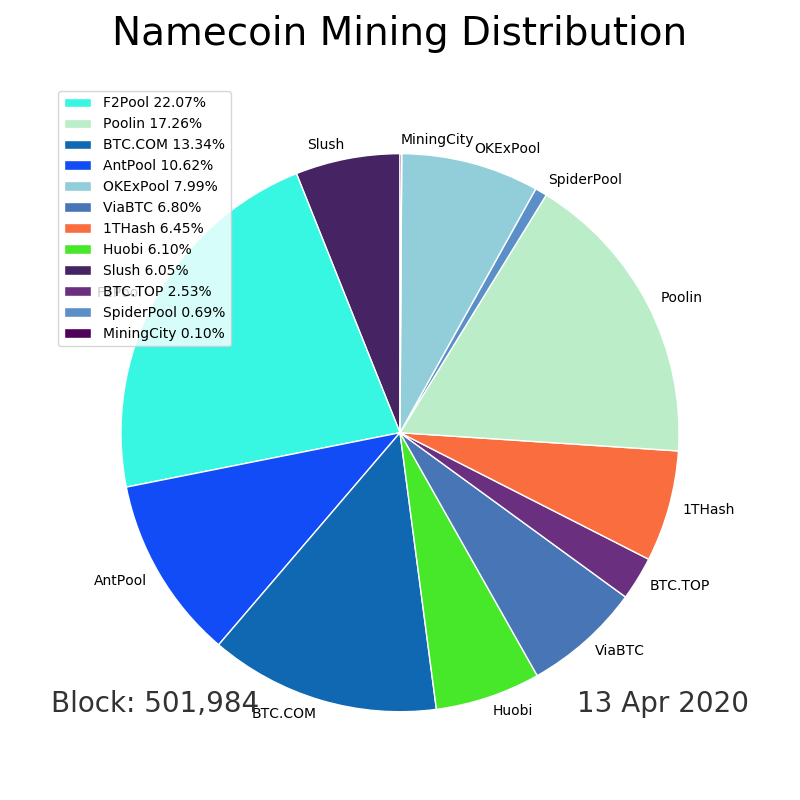 Namecoin Mining Distribution
F2Pool 22.07%
Poolin 17.26%
BTC.COM 13.34%
AntPool 10.62%
OKExPool 7.99%
ViaBTC 6.80%
1THash 6.45%
Huobi 6.10%
Slush 6.05%
BTC.TOP 2.53%
SpiderPool 0.69%
MiningCity 0.10%
Slush
MiningCity
OKExPool
SpiderPool
Poolin
F2Pool
1THash
AntPool
BTC.TOP
ViaBTC
Huobi
BTC.COM
Block: 501,984
13 Apr 2020